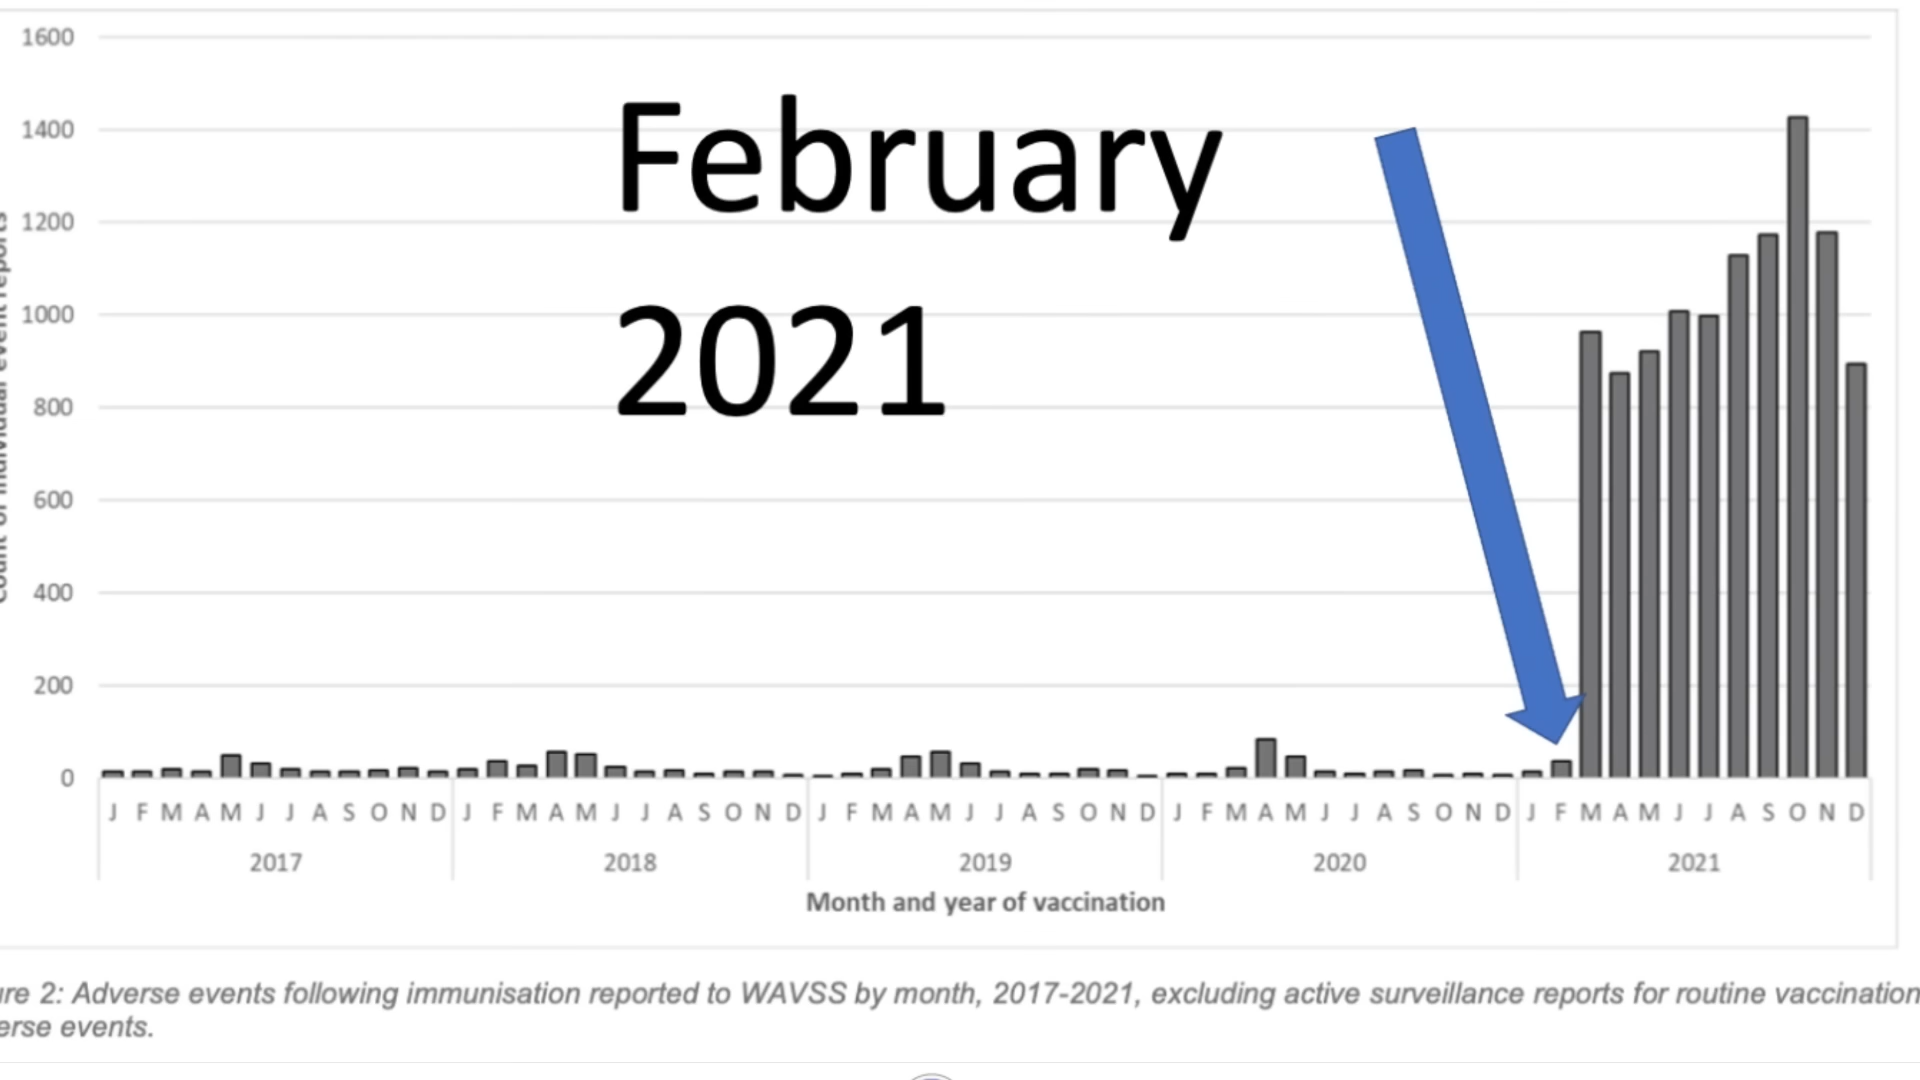 1600
1400
1200
1000
800
600
400
200
0
February
2021
J F M A M J J A S O N D J F M A M J J A S O N D J F M A M J J A S O N D J F M A M J J A S O N D J F M A M J J A S O N D
2017 2018 2019 2020 2021
Month and year of vaccination
2: Adverse events following immunisation reported to WAVSS by month, 2017-2021, excluding active surveillance reports for routine vaccination
events.